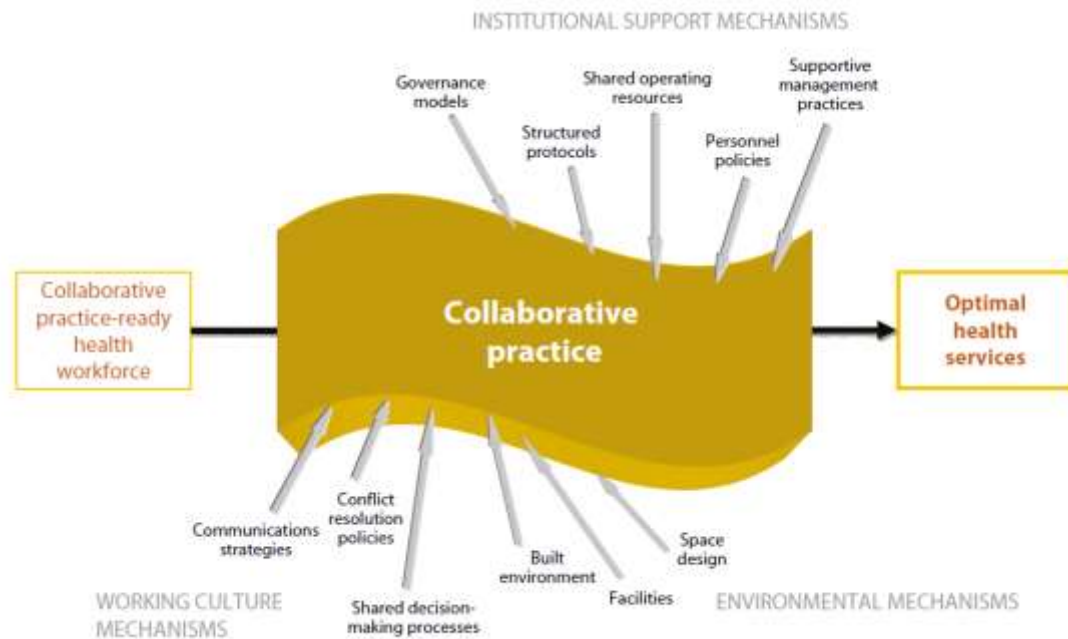 INSTITUTIONAL SUPPORT MECHANISMS
Governance
models
Structured
protocols
Shared operating
resources
Personnel
policies
Supportive
management
practices
Collaborative
practice-ready
health
workforce
Collaborative
practice
Optimal
health
services
Communications
strategies
Conflict
resolution
policies
Shared decision-
making processes
Built
environment
Facilities
Space
design
WORKING CULTURE
MECHANISMS
ENVIRONMENTAL MECHANISMS